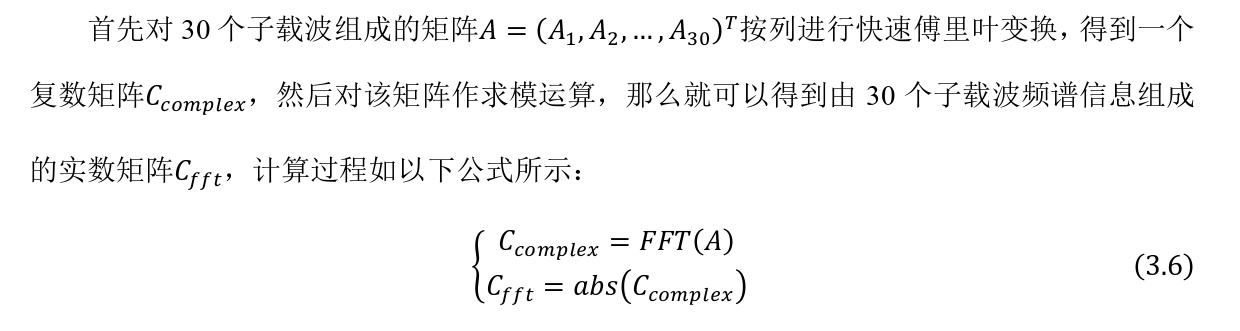 首先对 30 个子载波组成的矩阵$A = (A_1, A_2, \ldots, A_{30})^T$按列进行快速傅里叶变换，得到一个
复数矩阵$C_{complex}$，然后对该矩阵作求模运算，那么就可以得到由 30 个子载波频谱信息组成
的实数矩阵$C_{fft}$，计算过程如以下公式所示：
$$\begin{cases} C_{complex} = FFT(A) \\ C_{fft} = abs(C_{complex}) \end{cases} \quad (3.6)$$